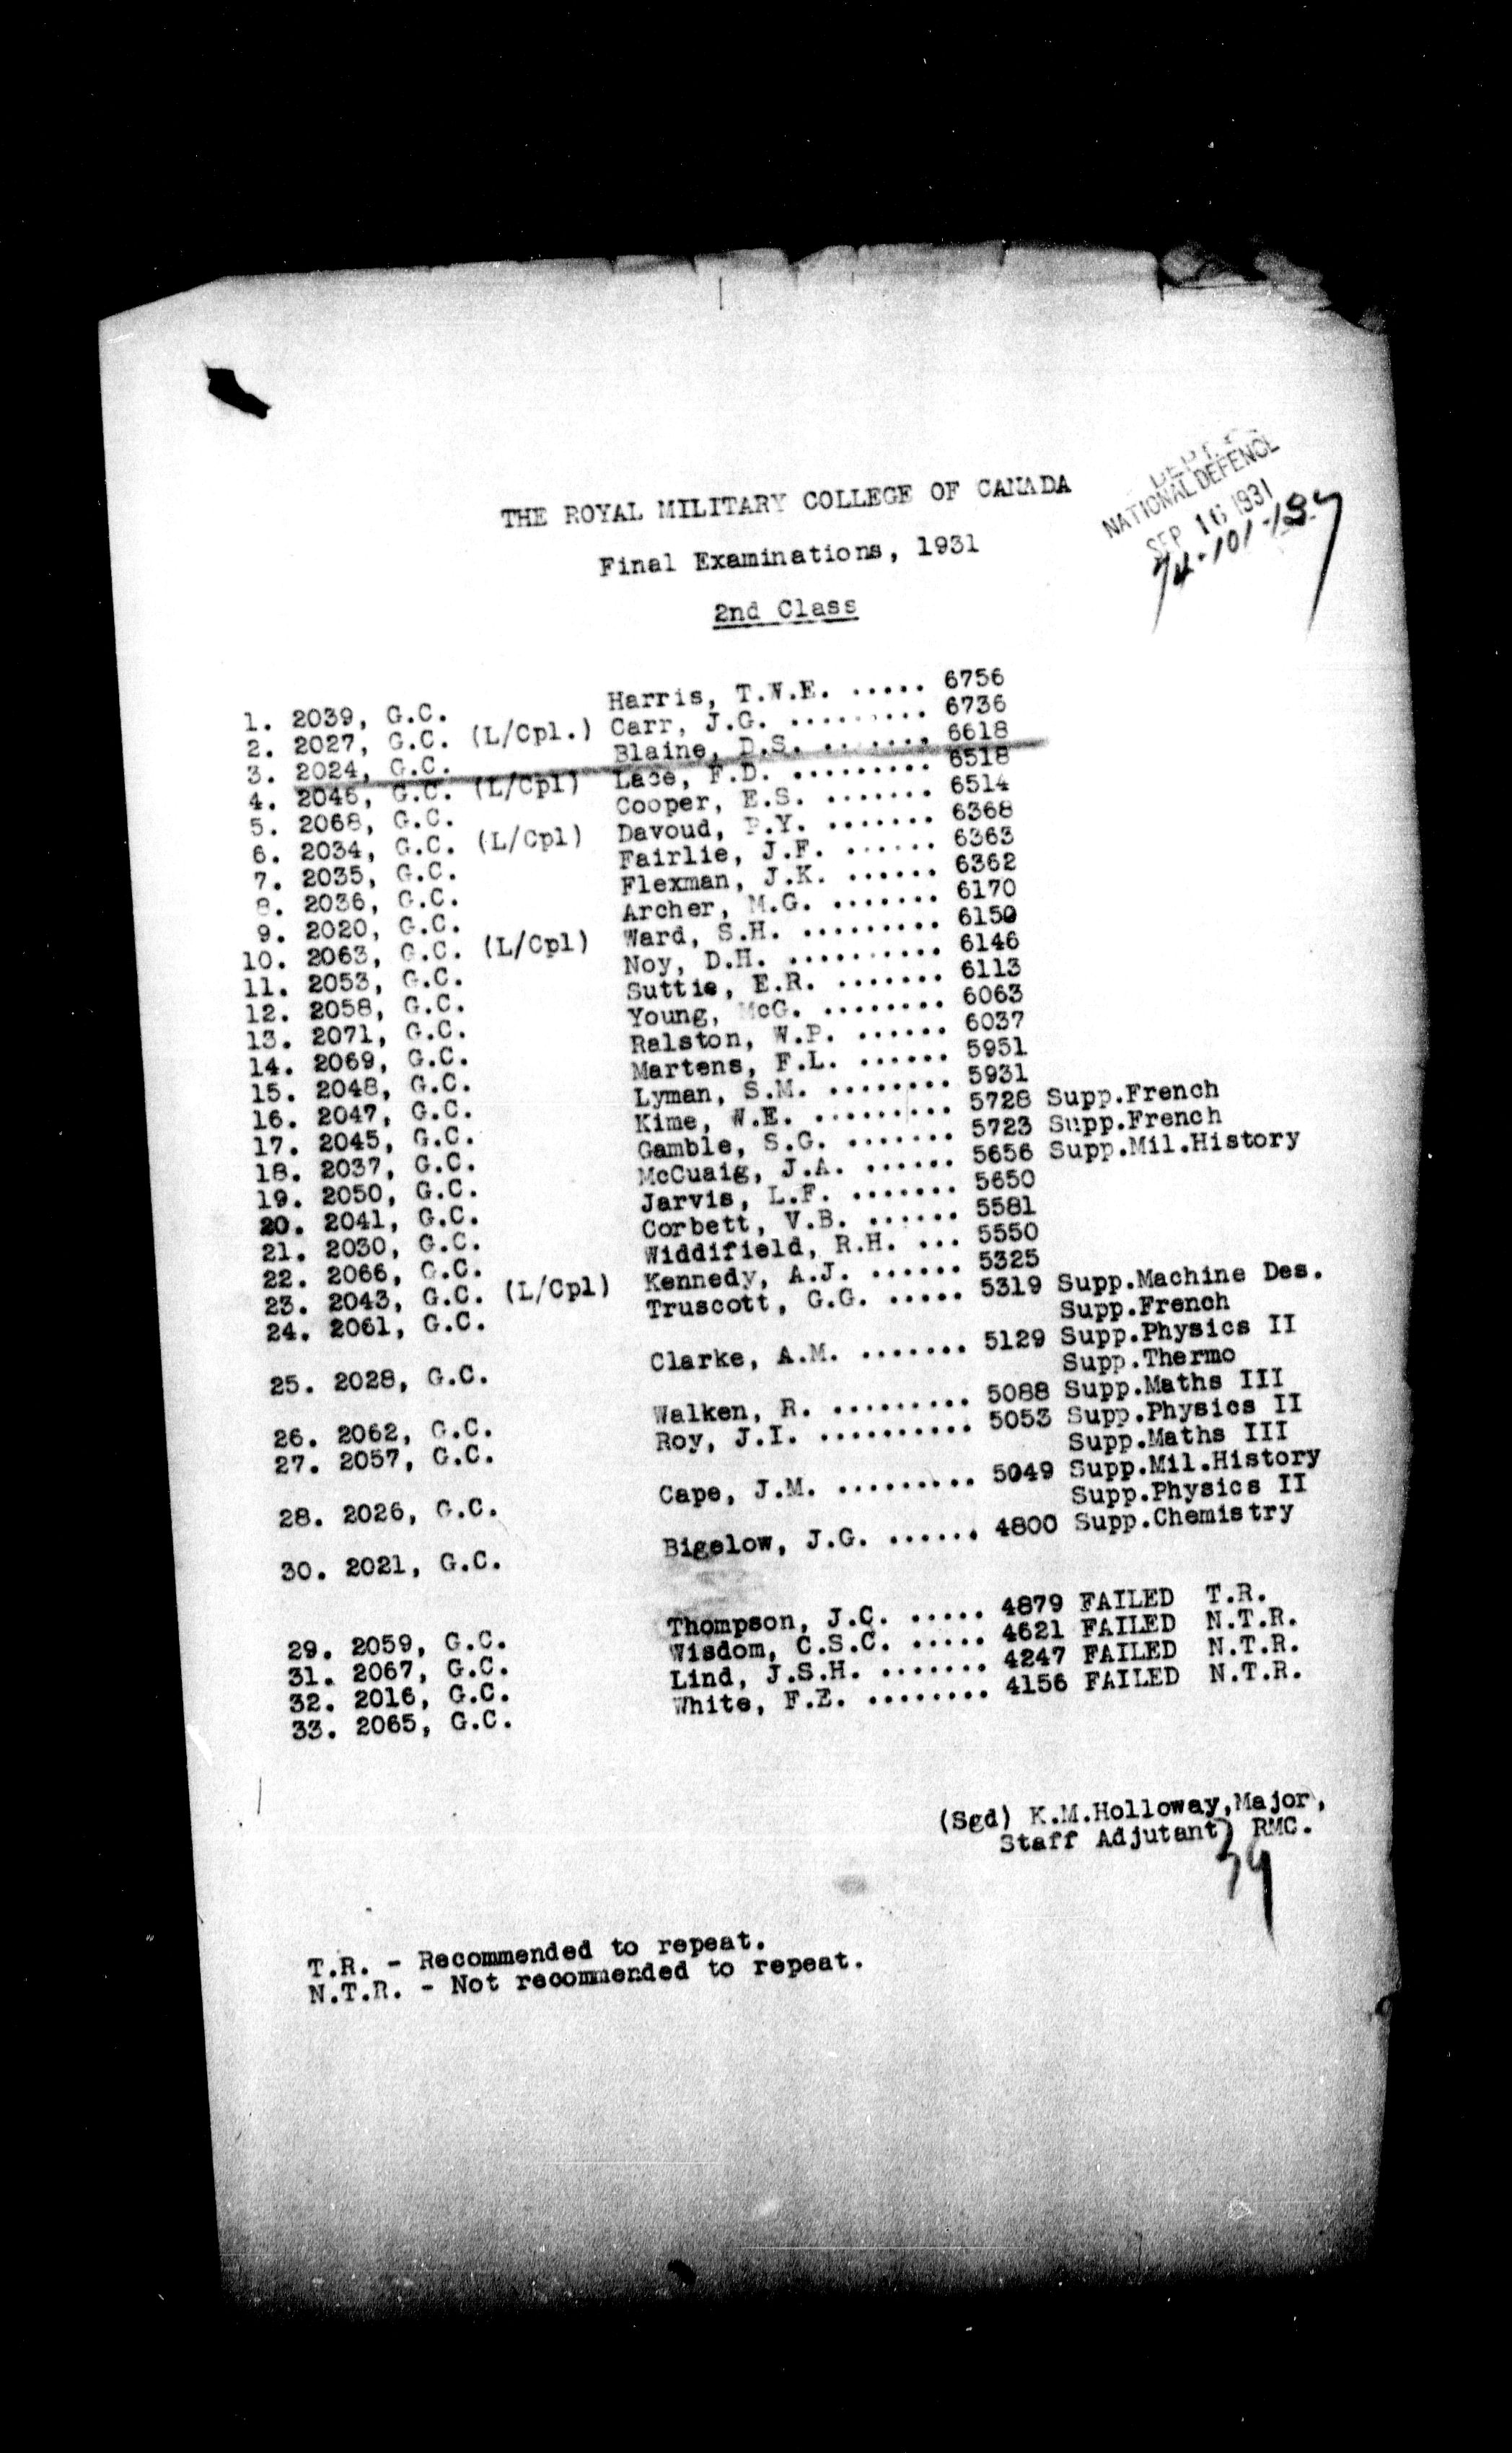 DEPT. OF
NATIONAL DEFENCE
SEP 16 1931
74-101-187
THE ROYAL MILITARY COLLEGE OF CANADA
Final Examinations, 1931
2nd Class
1. 2039, G.C. Harris, T.W.E. ..... 6756
2. 2027, G.C. (L/Cpl.) Carr, J.G. ......... 6736
3. 2024, G.C. Blaine, D.S. ....... 6618
4. 2046, G.C. (L/Cpl) Lace, F.D. ......... 6518
5. 2068, G.C. Cooper, E.S. ....... 6514
6. 2034, G.C. (L/Cpl) Davoud, P.Y. ....... 6368
7. 2035, G.C. Fairlie, J.F. ...... 6363
8. 2036, G.C. Flexman, J.K. ...... 6362
9. 2020, G.C. Archer, M.G. ....... 6170
10. 2063, G.C. (L/Cpl) Ward, S.H. ......... 6150
11. 2053, G.C. Noy, D.H. .......... 6146
12. 2058, G.C. Suttie, E.R. ....... 6113
13. 2071, G.C. Young, McG. ........ 6063
14. 2069, G.C. Ralston, W.P. ...... 6037
15. 2048, G.C. Martens, F.L. ...... 5951
16. 2047, G.C. Lyman, S.M. ........ 5931
17. 2045, G.C. Kime, W.E. ......... 5728 Supp.French
18. 2037, G.C. Gamble, S.G. ....... 5723 Supp.French
19. 2050, G.C. McCuaig, J.A. ...... 5656 Supp.Mil.History
20. 2041, G.C. Jarvis, L.F. ....... 5650
21. 2030, G.C. Corbett, V.B. ...... 5581
22. 2066, G.C. Widdifield, R.H. ... 5550
23. 2043, G.C. (L/Cpl) Kennedy, A.J. ...... 5325
24. 2061, G.C. Truscott, G.G. ..... 5319 Supp.Machine Des.
Supp.French
25. 2028, G.C. Clarke, A.M. ....... 5129 Supp.Physics II
Supp.Thermo
26. 2062, G.C. Walken, R. ......... 5088 Supp.Maths III
27. 2057, G.C. Roy, J.I. .......... 5053 Supp.Physics II
Supp.Maths III
28. 2026, G.C. Cape, J.M. ......... 5049 Supp.Mil.History
Supp.Physics II
30. 2021, G.C. Bigelow, J.G. ...... 4800 Supp.Chemistry
29. 2059, G.C. Thompson, J.C. ..... 4879 FAILED T.R.
31. 2067, G.C. Wisdom, C.S.C. ..... 4621 FAILED N.T.R.
32. 2016, G.C. Lind, J.S.H. ....... 4247 FAILED N.T.R.
33. 2065, G.C. White, F.E. ........ 4156 FAILED N.T.R.
(Sgd) K.M.Holloway,Major,
Staff Adjutant, RMC.
T.R. - Recommended to repeat.
N.T.R. - Not recommended to repeat.